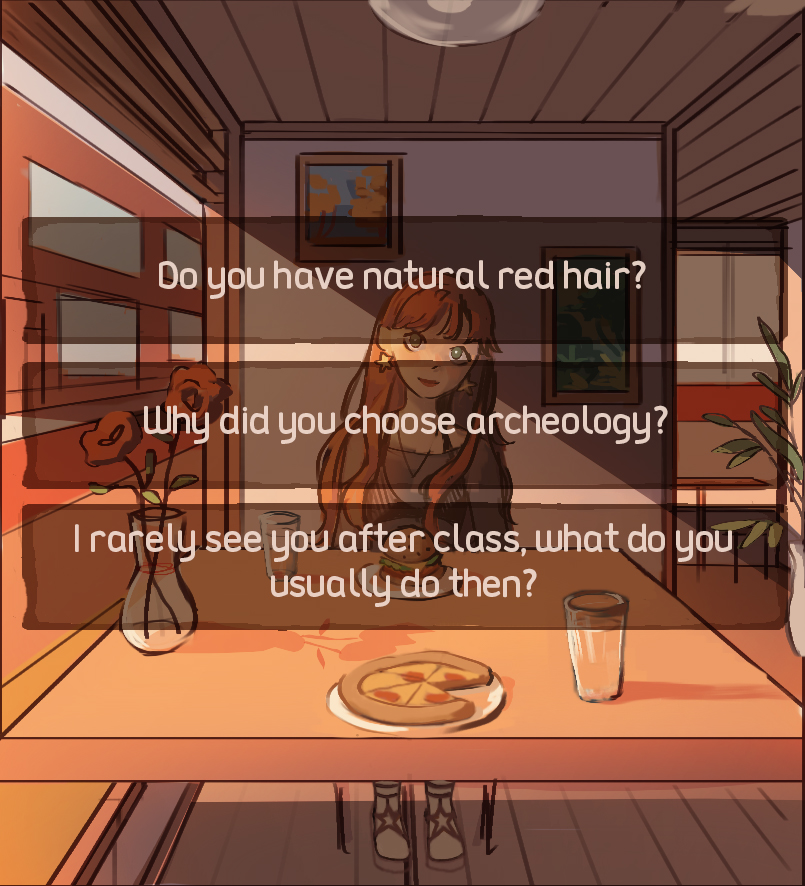 Do you have natural red hair?
Why did you choose archeology?
I rarely see you after class, what do you
usually do then?